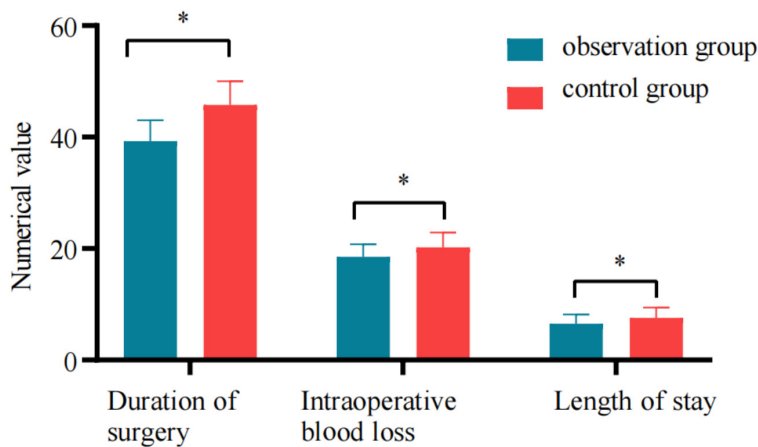 60
*
observation group
control group
40
Numerical value
*
20
*
0
Duration of
surgery
Intraoperative
blood loss
Length of stay